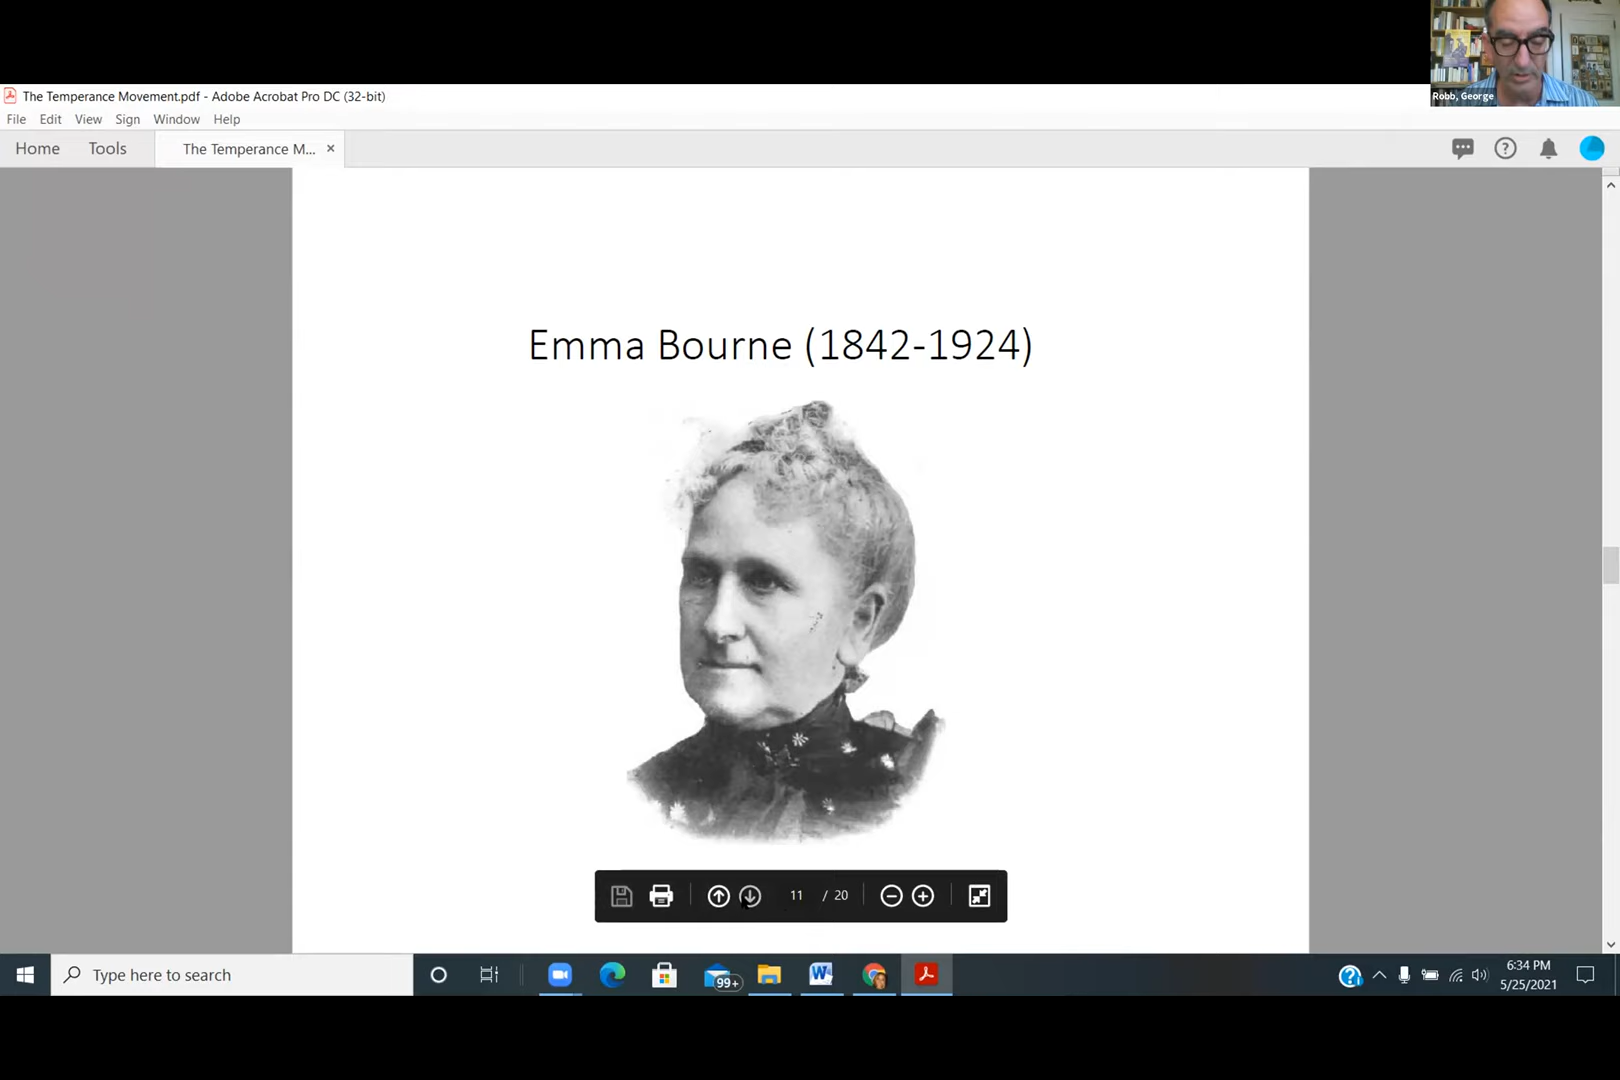 Robb, George
The Temperance Movement.pdf - Adobe Acrobat Pro DC (32-bit)
File Edit View Sign Window Help
Home Tools The Temperance M... ×
Emma Bourne (1842-1924)
11 / 20
Type here to search
99+
6:34 PM
5/25/2021